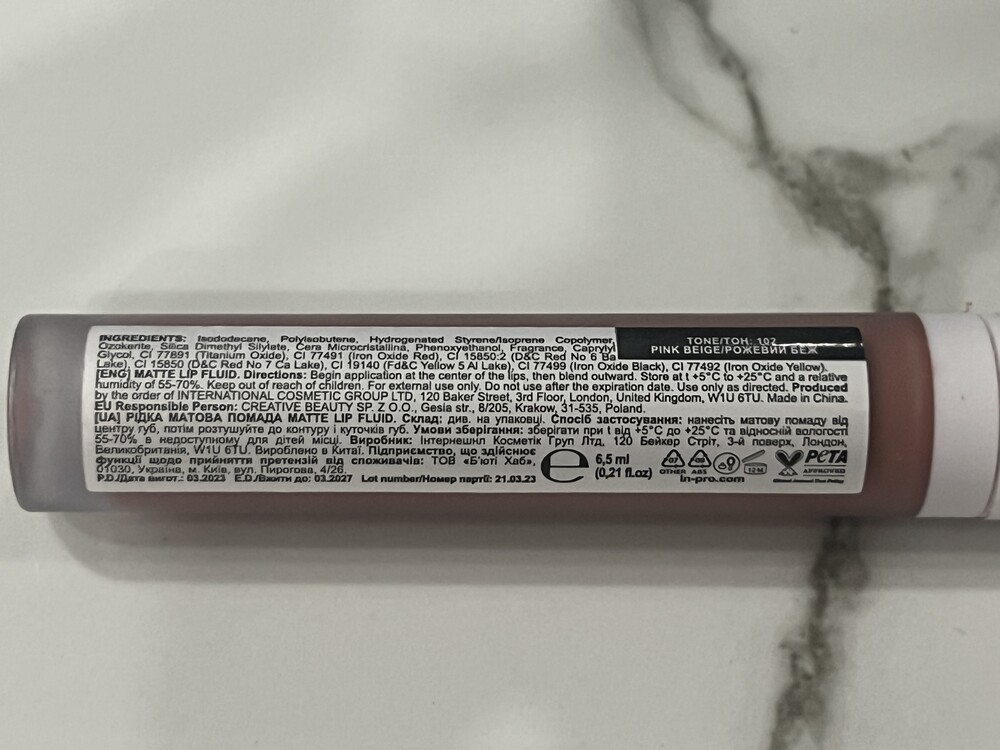 INGREDIENTS: Isododecane, Polyisobutene, Hydrogenated Styrene/Isoprene Copolymer,
Ozokerite, Silica Dimethyl Silylate, Cera Microcristallina, Phenoxyethanol, Fragrance, Caprylyl
Glycol, CI 77891 (Titanium Oxide), CI 77491 (Iron Oxide Red), CI 15850:2 (D&C Red No 6 Ba
Lake), CI 15850 (D&C Red No 7 Ca Lake), CI 19140 (Fd&C Yellow 5 Al Lake), CI 77499 (Iron Oxide Black), CI 77492 (Iron Oxide Yellow).
TONE/ТОН: 102
PINK BEIGE/РОЖЕВИЙ БЕЖ
[ENG] MATTE LIP FLUID. Directions: Begin application at the center of the lips, then blend outward. Store at t +5°C to +25°C and a relative
humidity of 55-70%. Keep out of reach of children. For external use only. Do not use after the expiration date. Use only as directed. Produced
by the order of INTERNATIONAL COSMETIC GROUP LTD, 120 Baker Street, 3rd Floor, London, United Kingdom, W1U 6TU. Made in China.
EU Responsible Person: CREATIVE BEAUTY SP. Z O.O., Gesia str., 8/205, Krakow, 31-535, Poland.
[UA] РІДКА МАТОВА ПОМАДА MATTE LIP FLUID. Склад: див. на упаковці. Спосіб застосування: нанесіть матову помаду від
центру губ, потім розтушуйте до контуру і куточків губ. Умови зберігання: зберігати при t від +5°C до +25°C та відносній вологості
55-70% в недоступному для дітей місці. Виробник: Інтернешнл Косметік Груп Лтд, 120 Бейкер Стріт, 3-й поверх, Лондон,
Великобританія, W1U 6TU. Вироблено в Китаї. Підприємство, що здійснює
функції щодо прийняття претензій від споживачів: ТОВ «Б'юті Хаб»,
01030, Україна, м. Київ, вул. Пирогова, 4/26.
P.D./Дата вигот.: 03.2023 E.D./Вжити до: 03.2027 Lot number/Номер партії: 21.03.23
e 6,5 ml
(0,21 fl.oz)
07 09
OTHER ABS
12 M
in-pro.com
PETA
APPROVED
Global Animal Test Policy